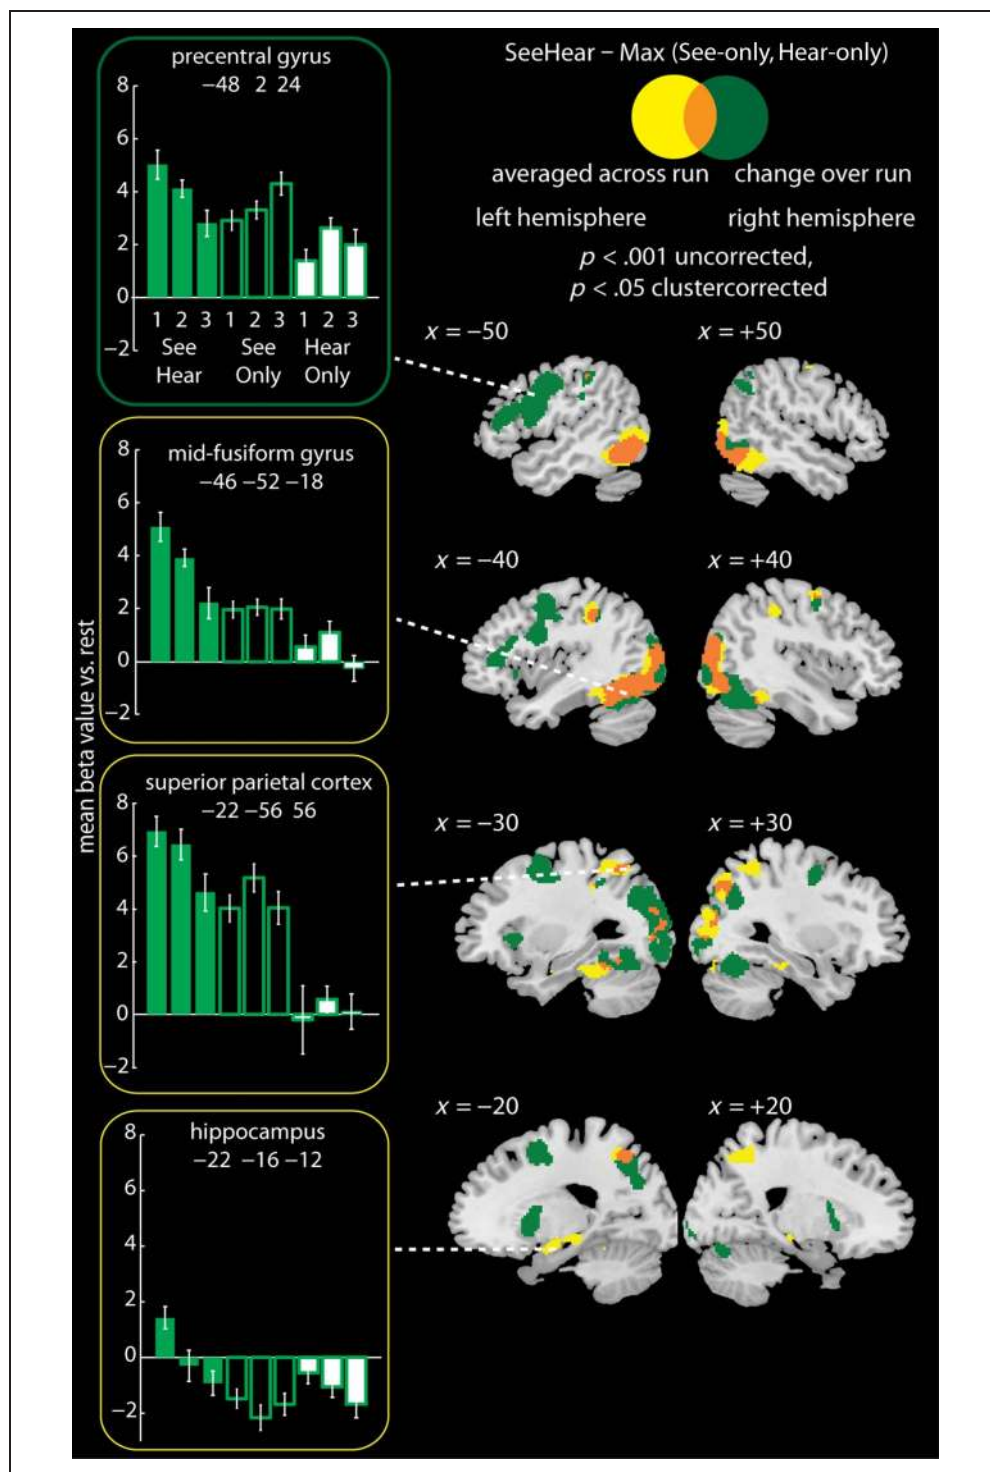 precentral gyrus
−48 2 24
8
6
4
2
0
−2
1 2 3 1 2 3 1 2 3
See See Hear
Hear Only Only
mid-fusiform gyrus
−46 −52 −18
8
6
4
2
0
−2
mean beta value vs. rest
superior parietal cortex
−22 −56 56
8
6
4
2
0
−2
hippocampus
−22 −16 −12
8
6
4
2
0
−2
SeeHear − Max (See-only, Hear-only)
averaged across run change over run
left hemisphere right hemisphere
p < .001 uncorrected,
p < .05 clustercorrected
x = −50 x = +50
x = −40 x = +40
x = −30 x = +30
x = −20 x = +20